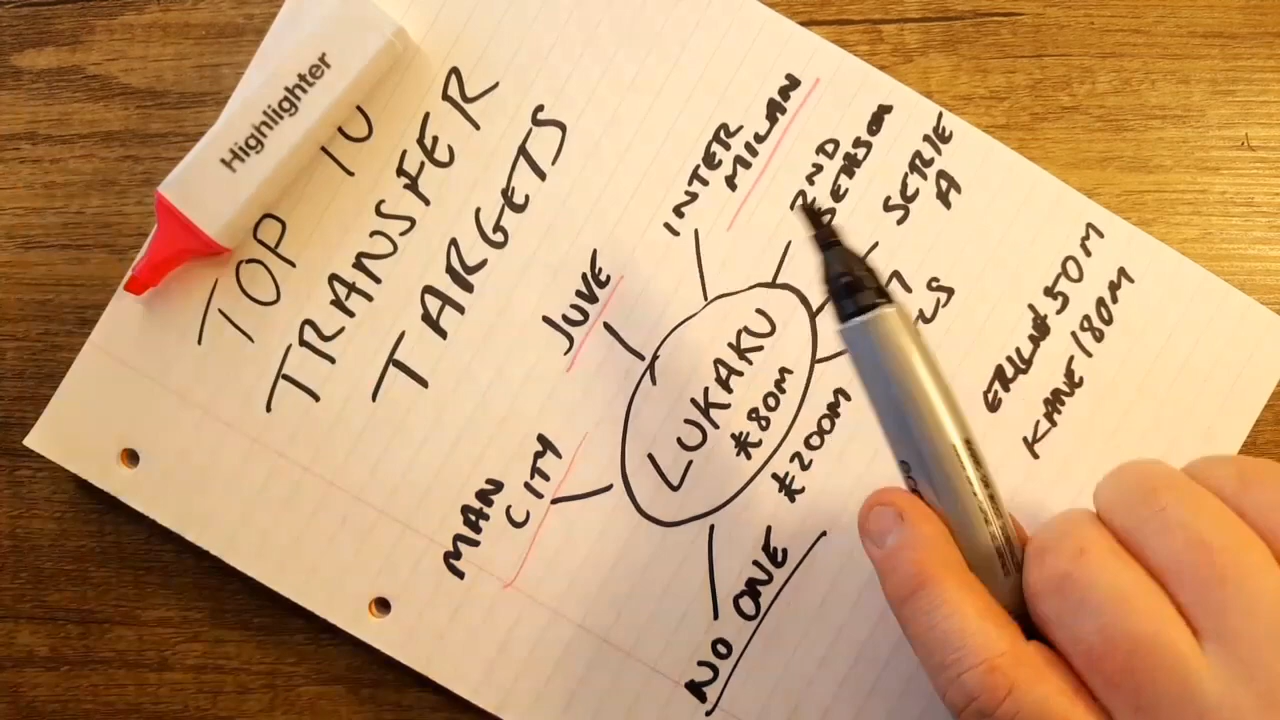 Highlighter
TOP 10
TRANSFER
TARGETS
INTER
MILAN
2ND
SEASON
SERIE
A
JUVE
LUKAKU
£80M
£200M
MAN
CITY
NO ONE
50M
KANE 180M